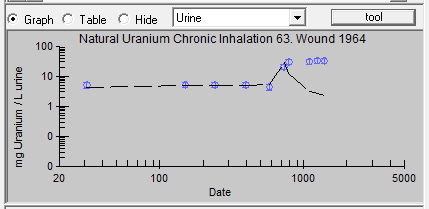 Graph Table Hide Urine tool
Natural Uranium Chronic Inhalation 63. Wound 1964
mg Uranium / L urine
100
10
1
0
0
20 100 1000 5000
Date